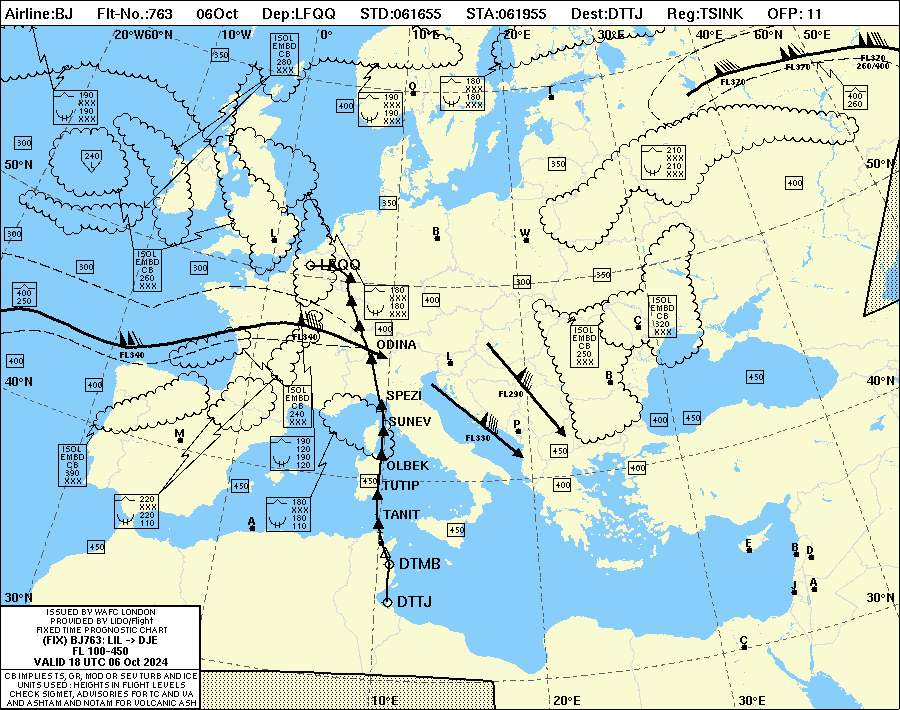 Airline:BJ Flt-No.:763 06Oct Dep:LFQQ STD:061655 STA:061955 Dest:DTTJ Reg:TSINK OFP: 11
20°W60°N 10°W 0° 10°E 20°E 30°E 40°E 60°N 50°E
350
ISOL
EMBD
CB
280
XXX
FL320
FL370
FL320
260/400
190
XXX
190
XXX
400
190
XXX
190
XXX
O
180
XXX
180
XXX
T
400
260
300
240
50°N
350
210
XXX
210
XXX
400
50°N
350
300
L
B
W
ISOL
EMBD
CB
260
XXX
300
300
LFQQ
300
350
400
250
180
XXX
180
XXX
400
ISOL
EMBD
CB
320
XXX
C
FL340
FL340
400
ODINA
ISOL
EMBD
CB
250
XXX
400
L
40°N
400
450
40°N
B
FL290
SPEZI
ISOL
EMBD
CB
240
XXX
SUNEV
400
450
M
P
FL330
ISOL
EMBD
CB
390
XXX
190
120
190
120
OLBEK
450
400
450
450
TUTIP
400
220
XXX
220
110
180
XXX
180
110
A
TANIT
450
450
E
B
D
DTMB
J
A
30°N
DTTJ
30°N
C
ISSUED BY WAFC LONDON
PROVIDED BY LIDO/Flight
FIXED TIME PROGNOSTIC CHART
(FIX) BJ763: LIL -> DJE
FL 100-450
VALID 18 UTC 06 Oct 2024
CB IMPLIES TS, GR, MOD OR SEV TURB AND ICE
UNITS USED : HEIGHTS IN FLIGHT LEVELS
CHECK SIGMET, ADVISORIES FOR TC AND VA
AND ASHTAM AND NOTAM FOR VOLCANIC ASH
10°E 20°E 30°E